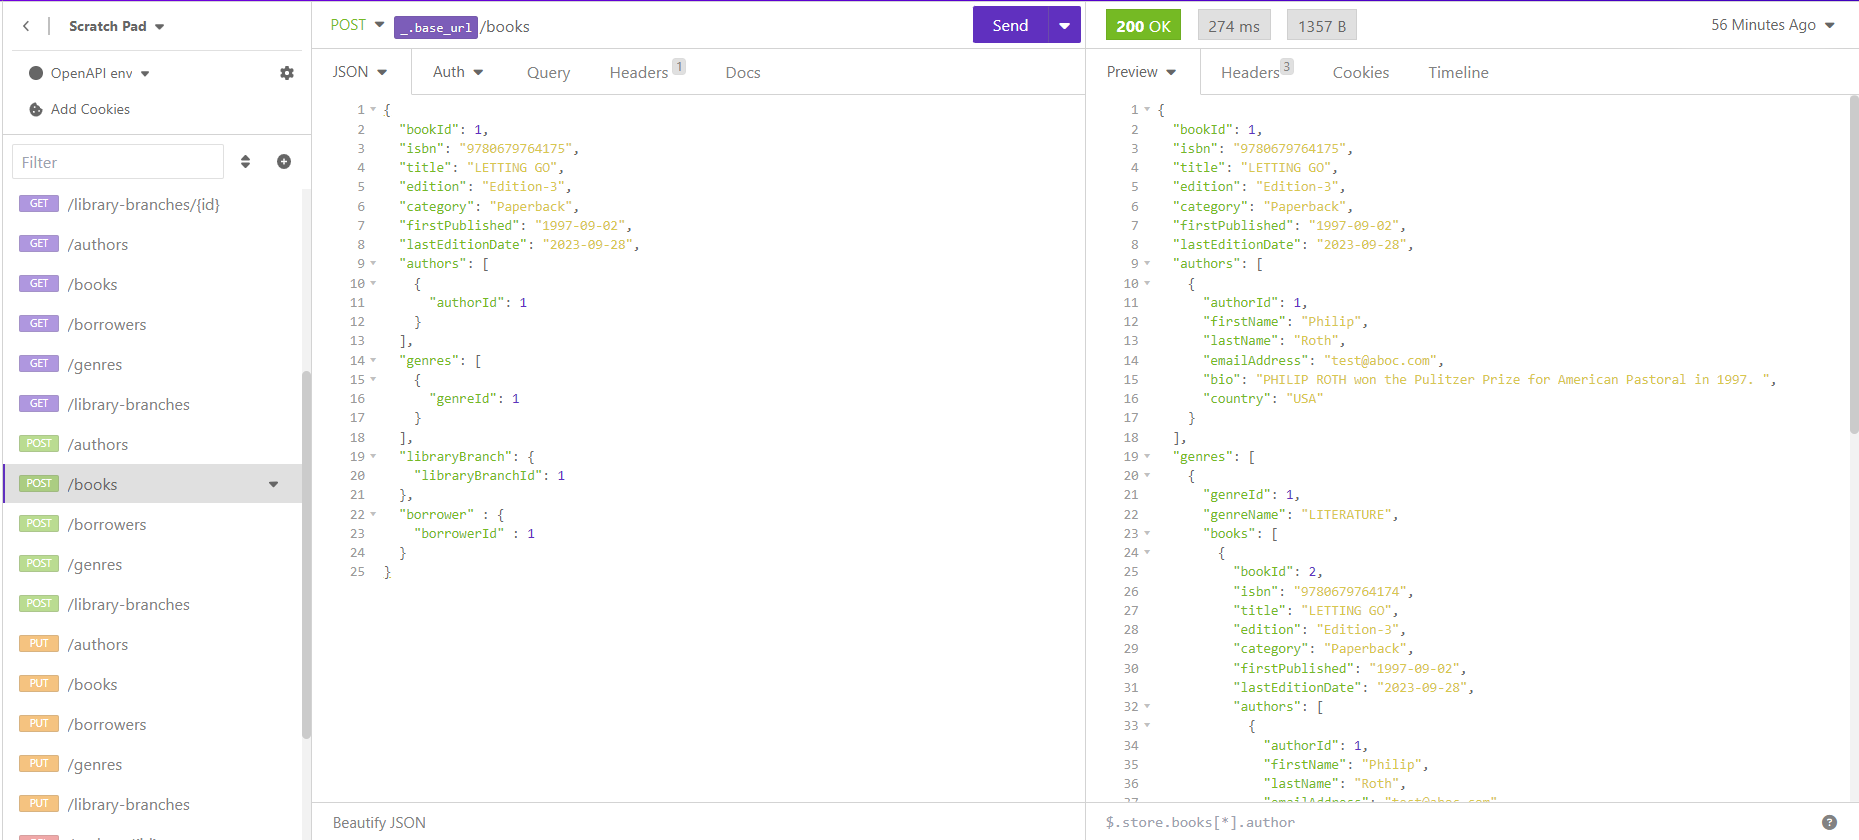 Scratch Pad
OpenAPI env
Add Cookies
Filter
GET /library-branches/{id}
GET /authors
GET /books
GET /borrowers
GET /genres
GET /library-branches
POST /authors
POST /books
POST /borrowers
POST /genres
POST /library-branches
PUT /authors
PUT /books
PUT /borrowers
PUT /genres
PUT /library-branches
POST _.base_url /books Send
JSON Auth Query Headers 1 Docs
1 {
2 "bookId": 1,
3 "isbn": "9780679764175",
4 "title": "LETTING GO",
5 "edition": "Edition-3",
6 "category": "Paperback",
7 "firstPublished": "1997-09-02",
8 "lastEditionDate": "2023-09-28",
9 "authors": [
10 {
11 "authorId": 1
12 }
13 ],
14 "genres": [
15 {
16 "genreId": 1
17 }
18 ],
19 "libraryBranch": {
20 "libraryBranchId": 1
21 },
22 "borrower" : {
23 "borrowerId" : 1
24 }
25 }
Beautify JSON
200 OK 274 ms 1357 B 56 Minutes Ago
Preview Headers 3 Cookies Timeline
1 {
2 "bookId": 1,
3 "isbn": "9780679764175",
4 "title": "LETTING GO",
5 "edition": "Edition-3",
6 "category": "Paperback",
7 "firstPublished": "1997-09-02",
8 "lastEditionDate": "2023-09-28",
9 "authors": [
10 {
11 "authorId": 1,
12 "firstName": "Philip",
13 "lastName": "Roth",
14 "emailAddress": "test@aboc.com",
15 "bio": "PHILIP ROTH won the Pulitzer Prize for American Pastoral in 1997. ",
16 "country": "USA"
17 }
18 ],
19 "genres": [
20 {
21 "genreId": 1,
22 "genreName": "LITERATURE",
23 "books": [
24 {
25 "bookId": 2,
26 "isbn": "9780679764174",
27 "title": "LETTING GO",
28 "edition": "Edition-3",
29 "category": "Paperback",
30 "firstPublished": "1997-09-02",
31 "lastEditionDate": "2023-09-28",
32 "authors": [
33 {
34 "authorId": 1,
35 "firstName": "Philip",
36 "lastName": "Roth",
37 "emailAddress": "test@aboc.com"
$.store.books[*].author